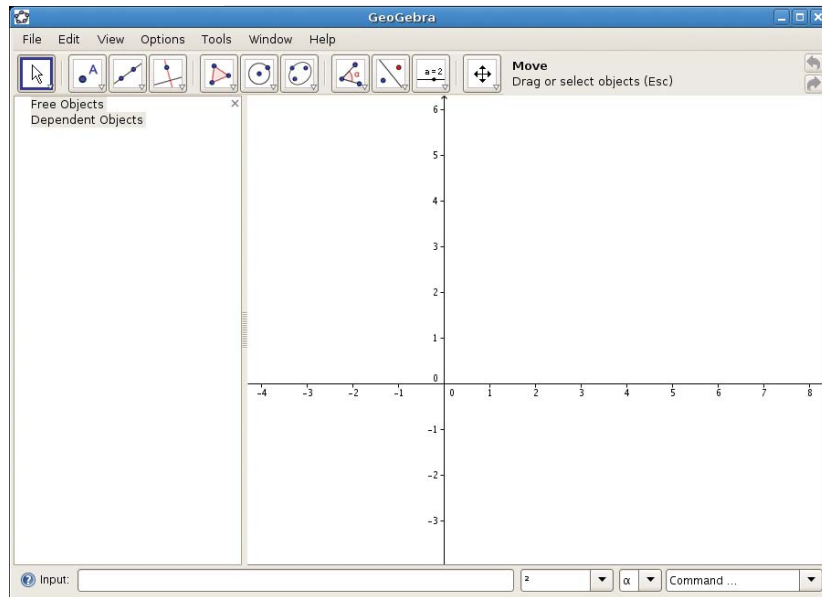 GeoGebra
File Edit View Options Tools Window Help
A
α
a=2
Move
Drag or select objects (Esc)
Free Objects
Dependent Objects
6
5
4
3
2
1
0
-4 -3 -2 -1 0 1 2 3 4 5 6 7 8
-1
-2
-3
Input: ² α Command ...